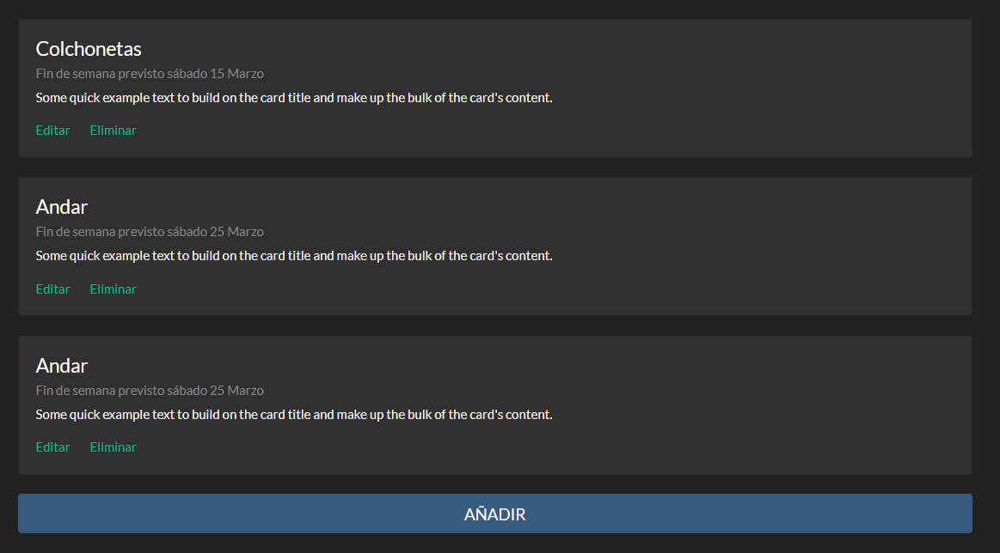 Colchonetas
Fin de semana previsto sábado 15 Marzo
Some quick example text to build on the card title and make up the bulk of the card's content.
Editar Eliminar
Andar
Fin de semana previsto sábado 25 Marzo
Some quick example text to build on the card title and make up the bulk of the card's content.
Editar Eliminar
Andar
Fin de semana previsto sábado 25 Marzo
Some quick example text to build on the card title and make up the bulk of the card's content.
Editar Eliminar
AÑADIR